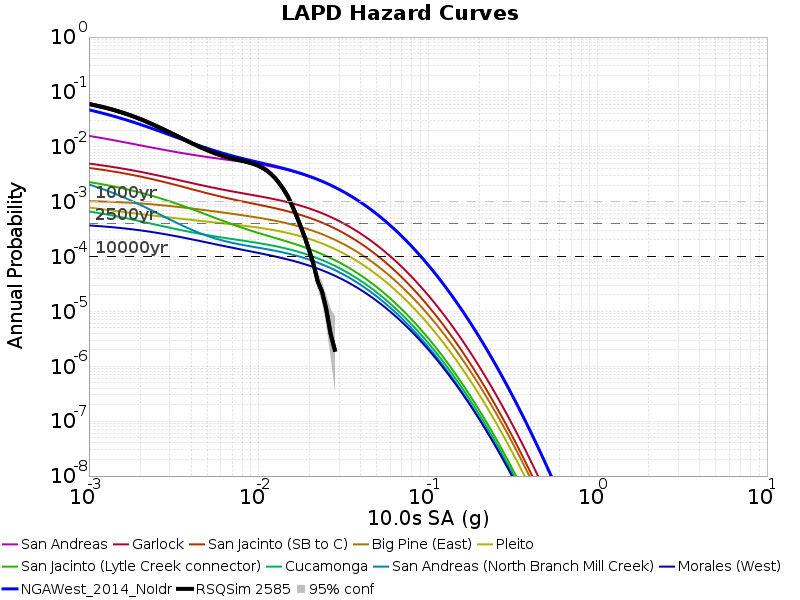 LAPD Hazard Curves
Annual Probability
10^0
10^-1
10^-2
10^-3
10^-4
10^-5
10^-6
10^-7
10^-8
1000yr
2500yr
10000yr
10^-3 10^-2 10^-1 10^0 10^1
10.0s SA (g)
San Andreas Garlock San Jacinto (SB to C) Big Pine (East) Pleito
San Jacinto (Lytle Creek connector) Cucamonga San Andreas (North Branch Mill Creek) Morales (West)
NGAWest_2014_NoIdr RSQSim 2585 95% conf